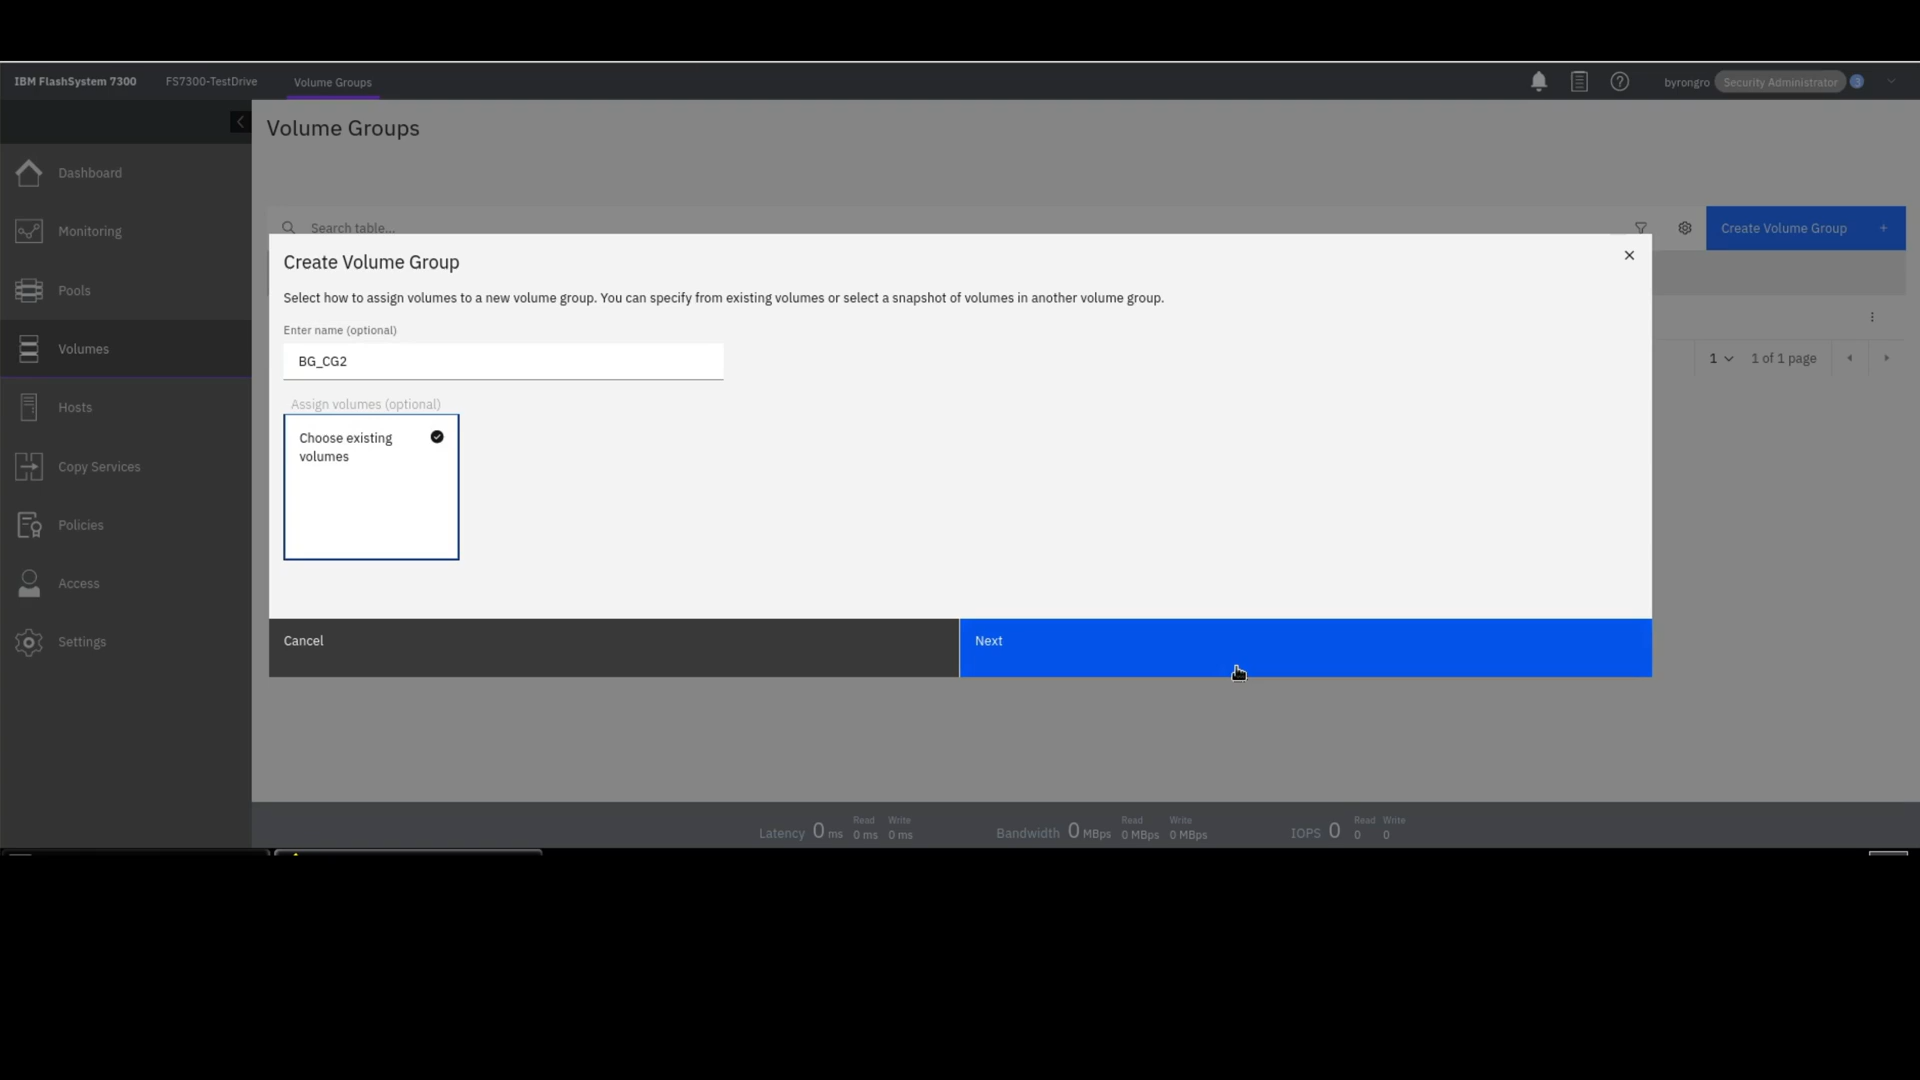 IBM FlashSystem 7300 FS7300-TestDrive Volume Groups byrongro Security Administrator
Volume Groups
Dashboard
Monitoring
Pools
Volumes
Hosts
Copy Services
Policies
Access
Settings
Search table...
Create Volume Group +
Create Volume Group
Select how to assign volumes to a new volume group. You can specify from existing volumes or select a snapshot of volumes in another volume group.
Enter name (optional)
BG_CG2
Assign volumes (optional)
Choose existing
volumes
1 1 of 1 page
Cancel Next
Latency 0 ms Read 0 ms Write 0 ms Bandwidth 0 MBps Read 0 MBps Write 0 MBps IOPS 0 Read 0 Write 0